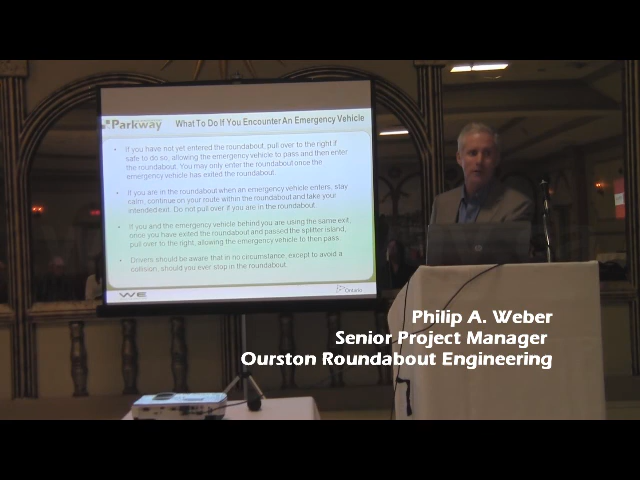 Parkway What To Do If You Encounter An Emergency Vehicle
• If you have not yet entered the roundabout, pull over to the right if
safe to do so, allowing the emergency vehicle to pass and then enter
the roundabout. You may only enter the roundabout once the
emergency vehicle has exited the roundabout.
• If you are in the roundabout when an emergency vehicle enters, stay
calm, continue on your route within the roundabout and take your
intended exit. Do not pull over if you are in the roundabout.
• If you and the emergency vehicle behind you are using the same exit,
once you have exited the roundabout and passed the splitter island,
pull over to the right, allowing the emergency vehicle to then pass.
• Drivers should be aware that in no circumstance, except to avoid a
collision, should you ever stop in the roundabout.
WE
Ontario
Philip A. Weber
Senior Project Manager
Ourston Roundabout Engineering